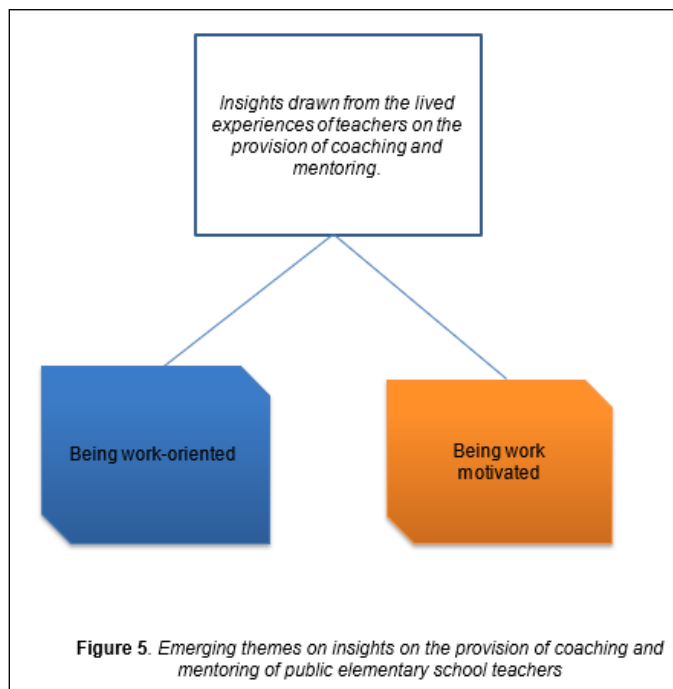 Insights drawn from the lived
experiences of teachers on the
provision of coaching and
mentoring.
Being work-oriented
Being work
motivated
Figure 5. Emerging themes on insights on the provision of coaching and
mentoring of public elementary school teachers